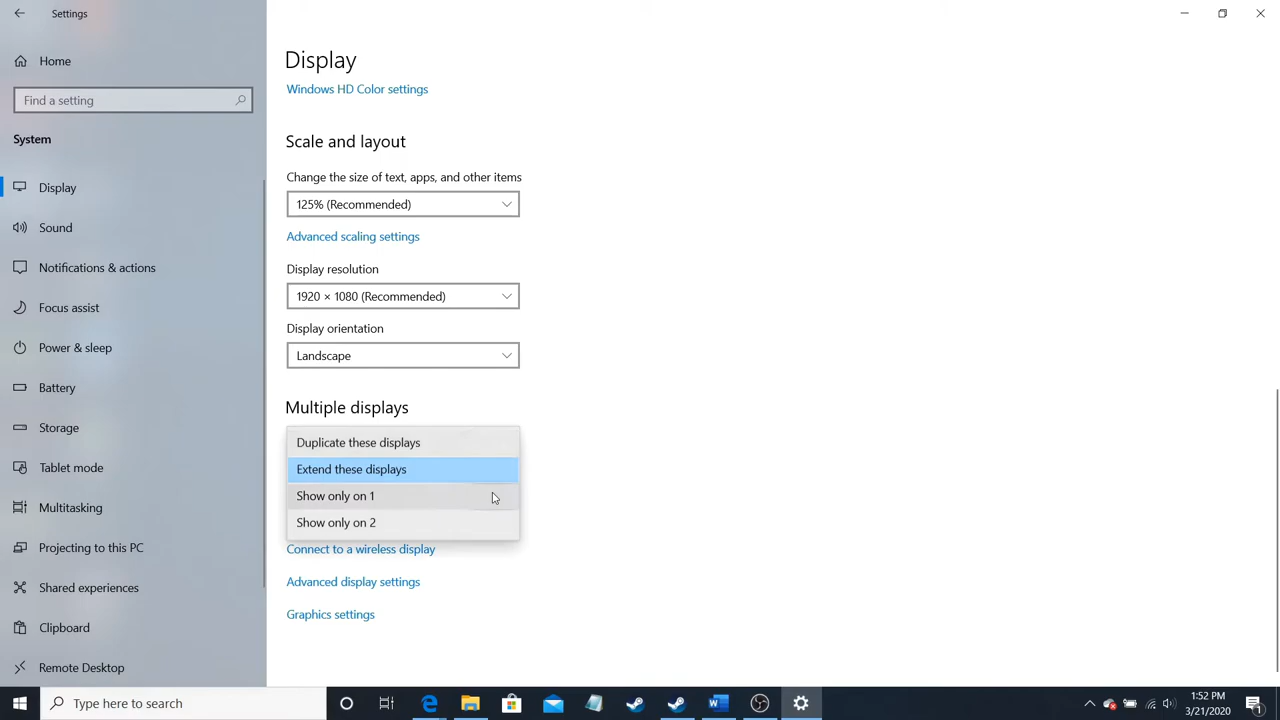 Settings
Home
Find a setting
System
Display
Sound
Notifications & actions
Focus assist
Power & sleep
Battery
Storage
Tablet mode
Multitasking
Projecting to this PC
Shared experiences
Clipboard
Remote Desktop
Display
Windows HD Color settings
Scale and layout
Change the size of text, apps, and other items
125% (Recommended)
Advanced scaling settings
Display resolution
1920 × 1080 (Recommended)
Display orientation
Landscape
Multiple displays
Duplicate these displays
Extend these displays
Show only on 1
Show only on 2
Connect to a wireless display
Advanced display settings
Graphics settings
Type here to search
1:52 PM
3/21/2020
1